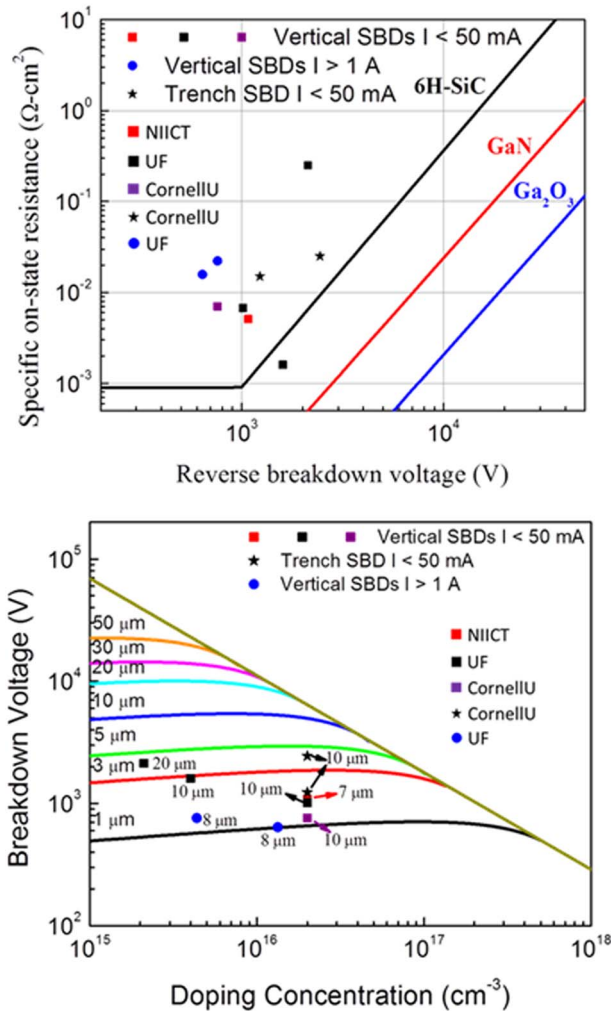 Vertical SBDs I < 50 mA
Vertical SBDs I > 1 A
Trench SBD I < 50 mA
6H-SiC
GaN
Ga₂O₃
NIICT
UF
CornellU
CornellU
UF
10¹
10⁰
10⁻¹
10⁻²
10⁻³
Specific on-state resistance (Ω-cm²)
10³
10⁴
Reverse breakdown voltage (V)
Vertical SBDs I < 50 mA
Trench SBD I < 50 mA
Vertical SBDs I > 1 A
NIICT
UF
CornellU
CornellU
UF
10⁵
10⁴
10³
10²
Breakdown Voltage (V)
50 μm
30 μm
20 μm
10 μm
5 μm
3 μm
1 μm
20 μm
10 μm
10 μm
10 μm
7 μm
8 μm
8 μm
10 μm
10¹⁵
10¹⁶
10¹⁷
10¹⁸
Doping Concentration (cm⁻³)